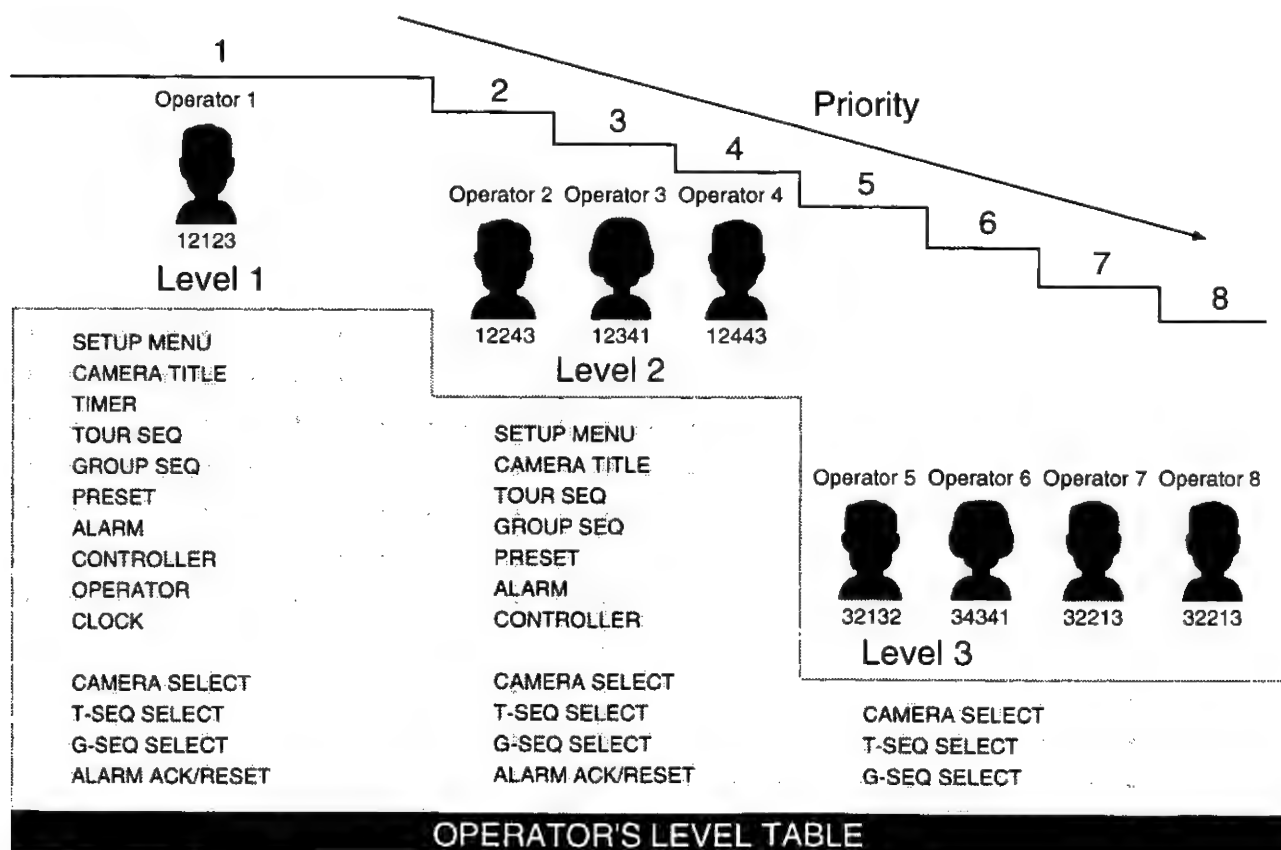 1
2
3
4
5
6
7
8
Priority
Operator 1
12123
Level 1
Operator 2 Operator 3 Operator 4
12243 12341 12443
Level 2
Operator 5 Operator 6 Operator 7 Operator 8
32132 34341 32213 32213
Level 3
SETUP MENU
CAMERA TITLE
TIMER
TOUR SEQ
GROUP SEQ
PRESET
ALARM
CONTROLLER
OPERATOR
CLOCK
CAMERA SELECT
T-SEQ SELECT
G-SEQ SELECT
ALARM ACK/RESET
SETUP MENU
CAMERA TITLE
TOUR SEQ
GROUP SEQ
PRESET
ALARM
CONTROLLER
CAMERA SELECT
T-SEQ SELECT
G-SEQ SELECT
ALARM ACK/RESET
CAMERA SELECT
T-SEQ SELECT
G-SEQ SELECT
OPERATOR'S LEVEL TABLE